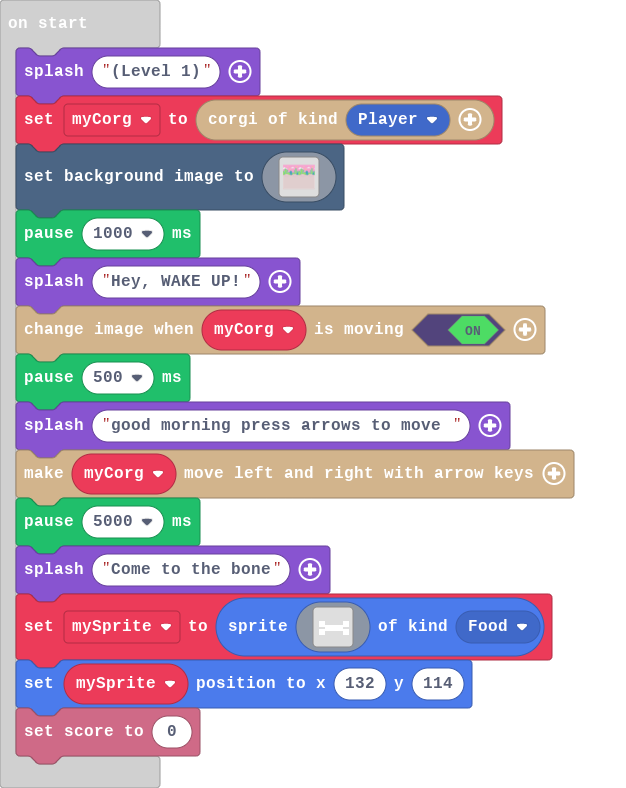 on start
splash "(Level 1)"
set myCorg to corgi of kind Player
set background image to
pause 1000 ms
splash "Hey, WAKE UP!"
change image when myCorg is moving ON
pause 500 ms
splash "good morning press arrows to move "
make myCorg move left and right with arrow keys
pause 5000 ms
splash "Come to the bone"
set mySprite to sprite of kind Food
set mySprite position to x 132 y 114
set score to 0